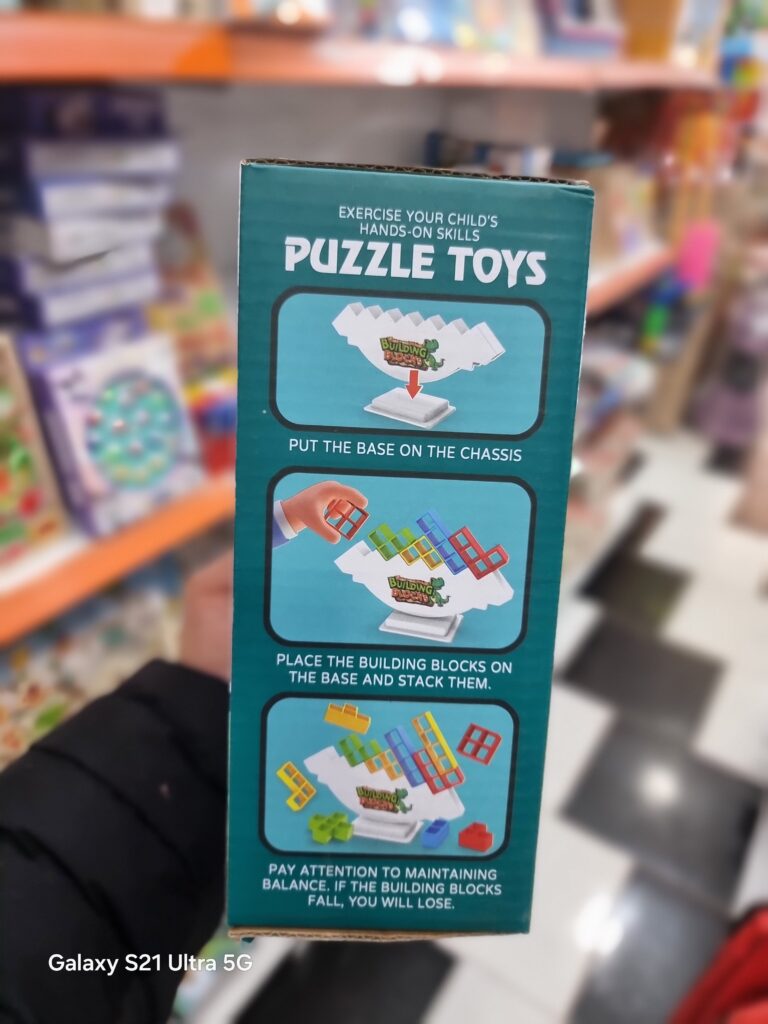 EXERCISE YOUR CHILD'S
HANDS-ON SKILLS
PUZZLE TOYS
BUILDING
BLOCKS
PUT THE BASE ON THE CHASSIS
BUILDING
BLOCKS
PLACE THE BUILDING BLOCKS ON
THE BASE AND STACK THEM.
BUILDING
BLOCKS
PAY ATTENTION TO MAINTAINING
BALANCE. IF THE BUILDING BLOCKS
FALL, YOU WILL LOSE.
Galaxy S21 Ultra 5G